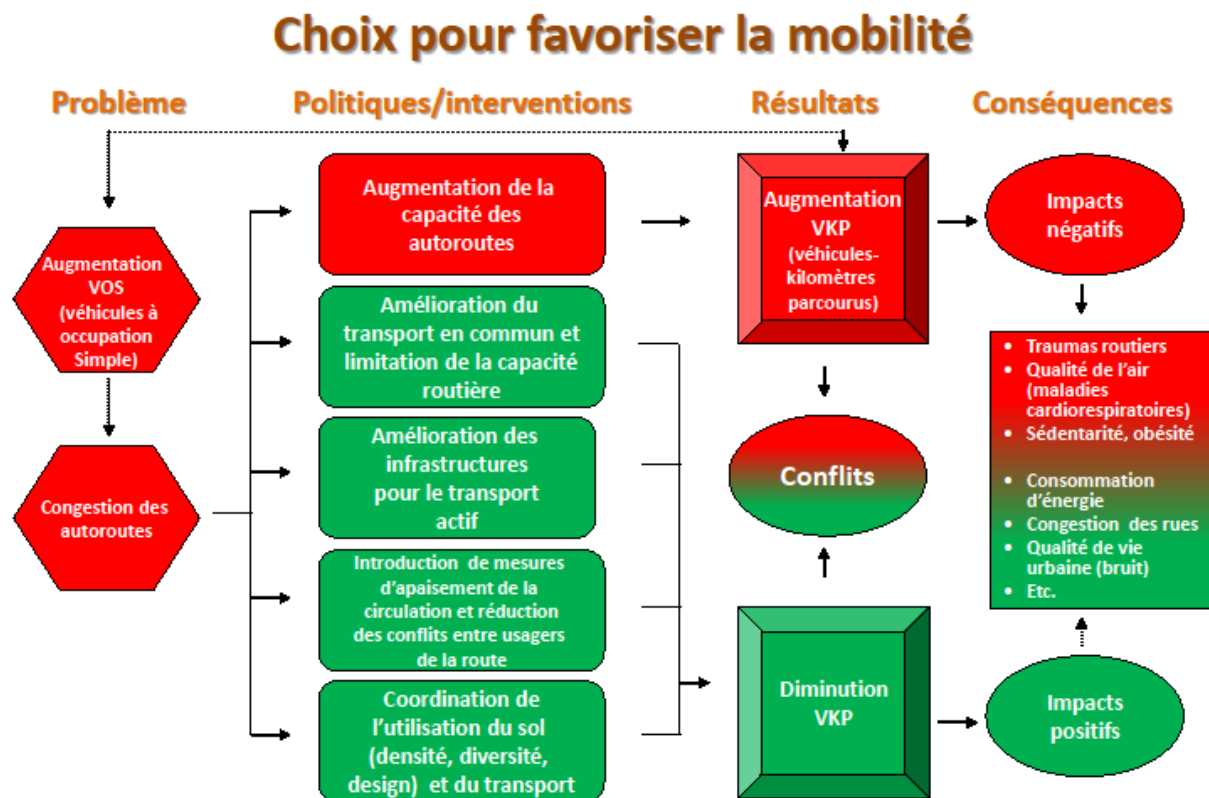 Choix pour favoriser la mobilité
Problème
Politiques/interventions
Résultats
Conséquences
Augmentation
VOS
(véhicules à
occupation
Simple)
Congestion des
autoroutes
Augmentation de la
capacité des
autoroutes
Amélioration du
transport en commun et
limitation de la capacité
routière
Amélioration des
infrastructures
pour le transport
actif
Introduction de mesures
d'apaisement de la
circulation et réduction
des conflits entre usagers
de la route
Coordination de
l'utilisation du sol
(densité, diversité,
design) et du transport
Augmentation
VKP
(véhicules-
kilomètres
parcourus)
Conflits
Diminution
VKP
Impacts
négatifs
• Traumas routiers
• Qualité de l'air
(maladies
cardiorespiratoires)
• Sédentarité, obésité
• Consommation
d'énergie
• Congestion des rues
• Qualité de vie
urbaine (bruit)
• Etc.
Impacts
positifs